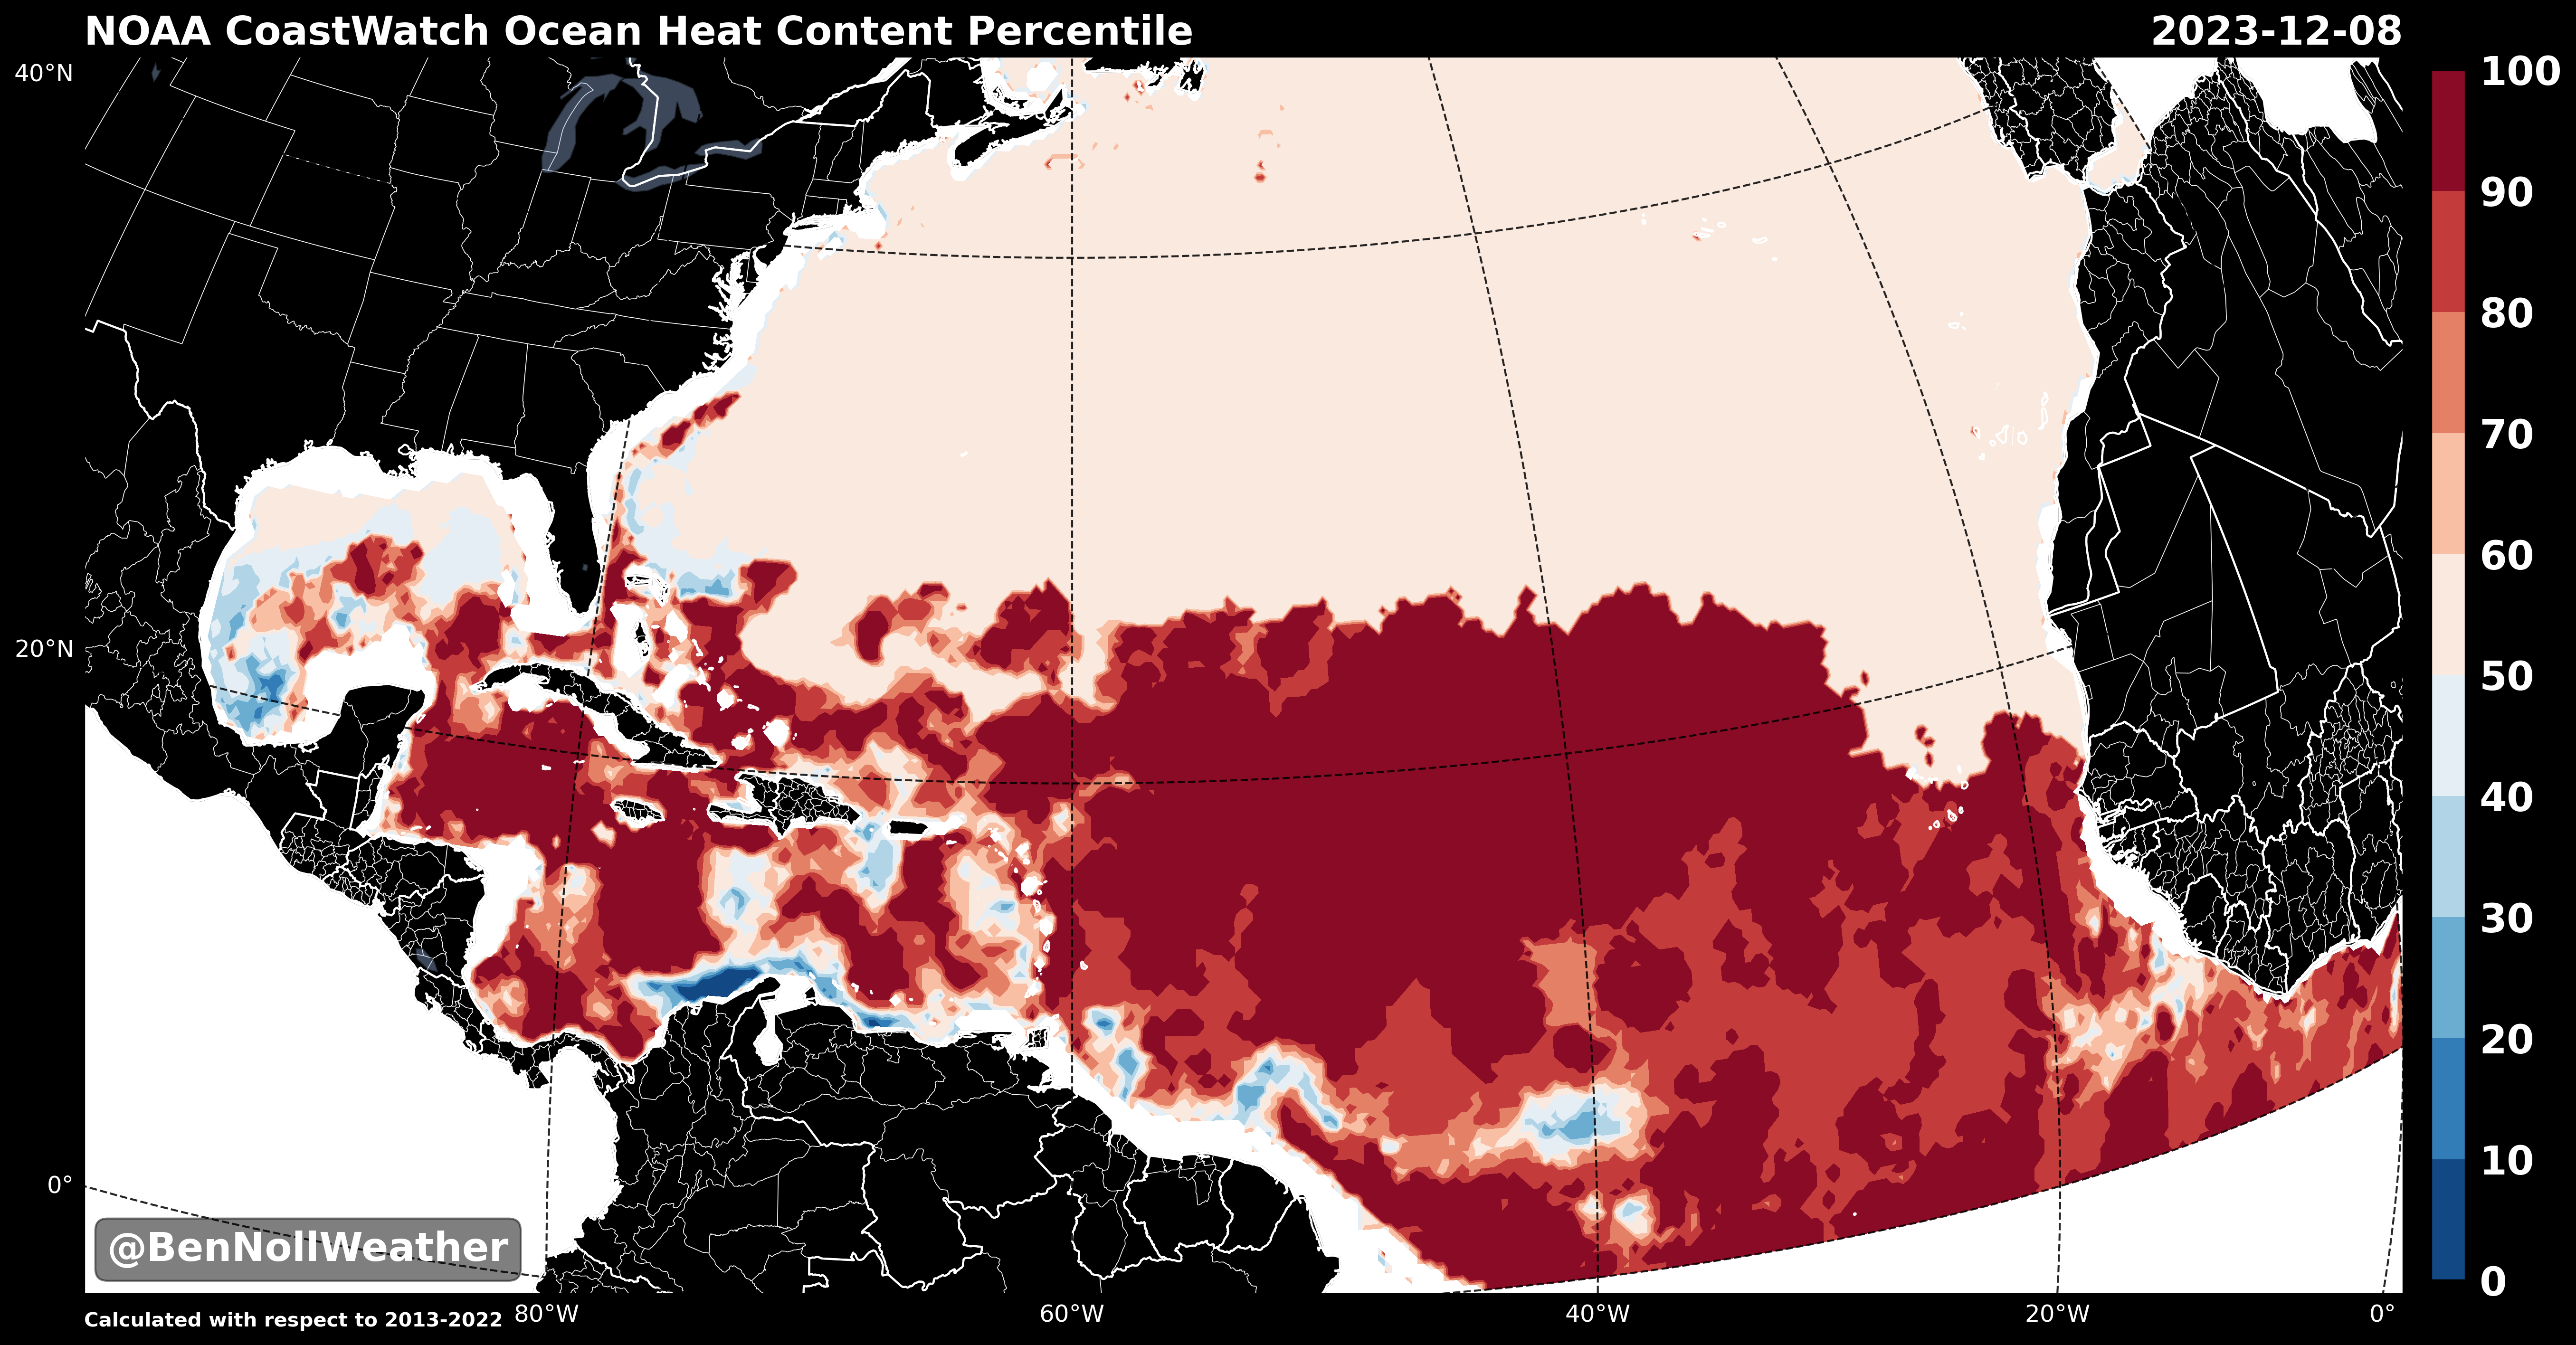 NOAA CoastWatch Ocean Heat Content Percentile
2023-12-08
40°N
20°N
0°
100
90
80
70
60
50
40
30
20
10
0
@BenNollWeather
Calculated with respect to 2013-2022
80°W
60°W
40°W
20°W
0°